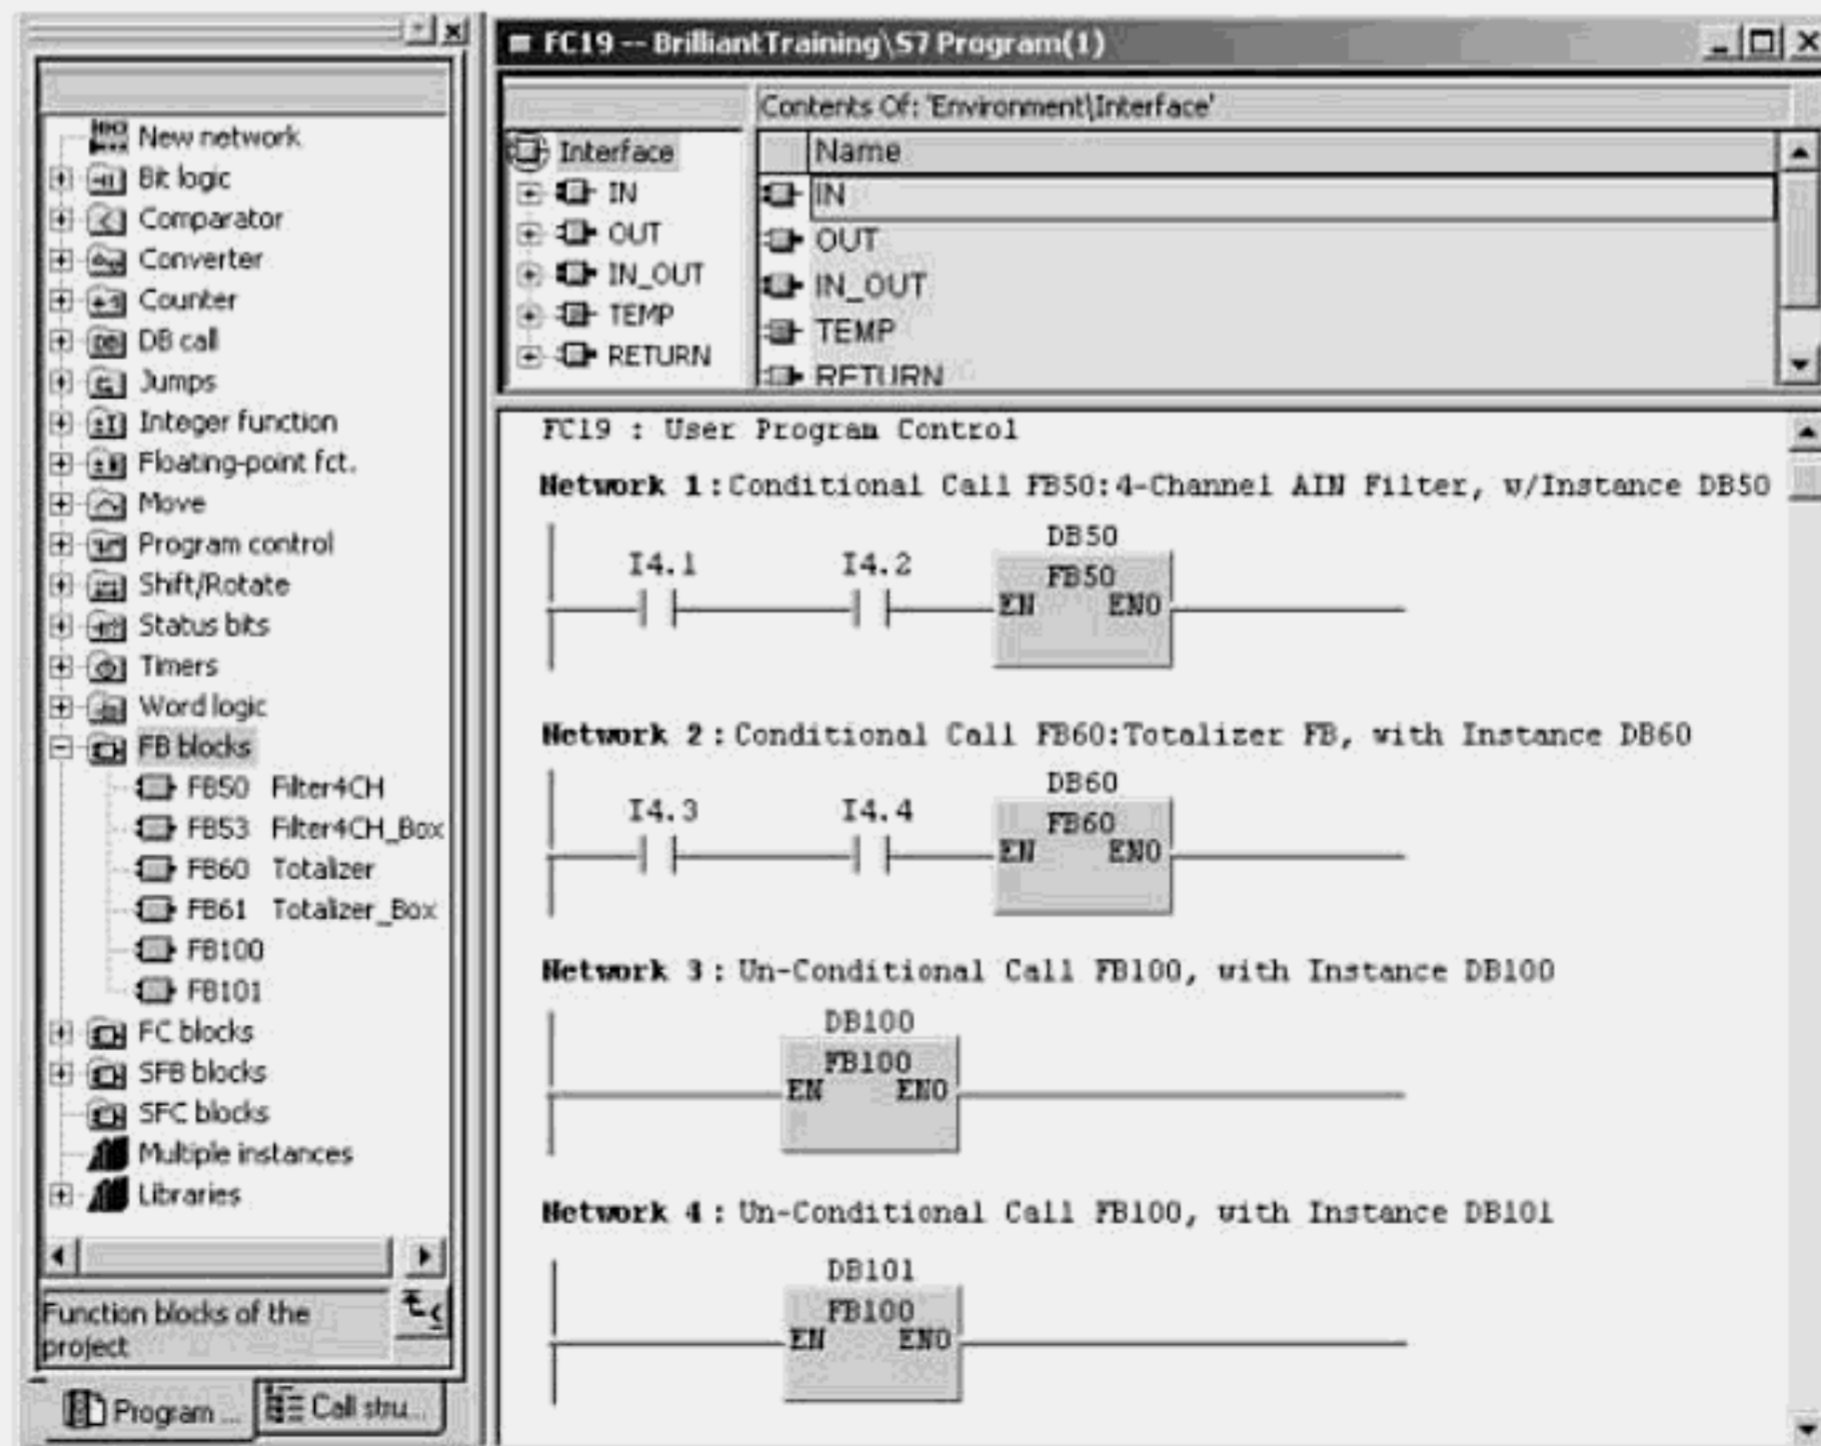 New network
Bit logic
Comparator
Converter
Counter
DB call
Jumps
Integer function
Floating-point fct.
Move
Program control
Shift/Rotate
Status bits
Timers
Word logic
FB blocks
FB50 Filter4CH
FB53 Filter4CH_Box
FB60 Totalizer
FB61 Totalizer_Box
FB100
FB101
FC blocks
SFB blocks
SFC blocks
Multiple instances
Libraries
Function blocks of the
project
Program ...
Call stru...
FC19 -- BrilliantTraining\S7 Program(1)
Contents Of: 'Environment\Interface'
Interface
IN
OUT
IN_OUT
TEMP
RETURN
Name
IN
OUT
IN_OUT
TEMP
RETURN
FC19 : User Program Control
Network 1 : Conditional Call FB50:4-Channel AIN Filter, w/Instance DB50
DB50
I4.1 I4.2 FB50
EN ENO
Network 2 : Conditional Call FB60:Totalizer FB, with Instance DB60
DB60
I4.3 I4.4 FB60
EN ENO
Network 3 : Un-Conditional Call FB100, with Instance DB100
DB100
FB100
EN ENO
Network 4 : Un-Conditional Call FB100, with Instance DB101
DB101
FB100
EN ENO